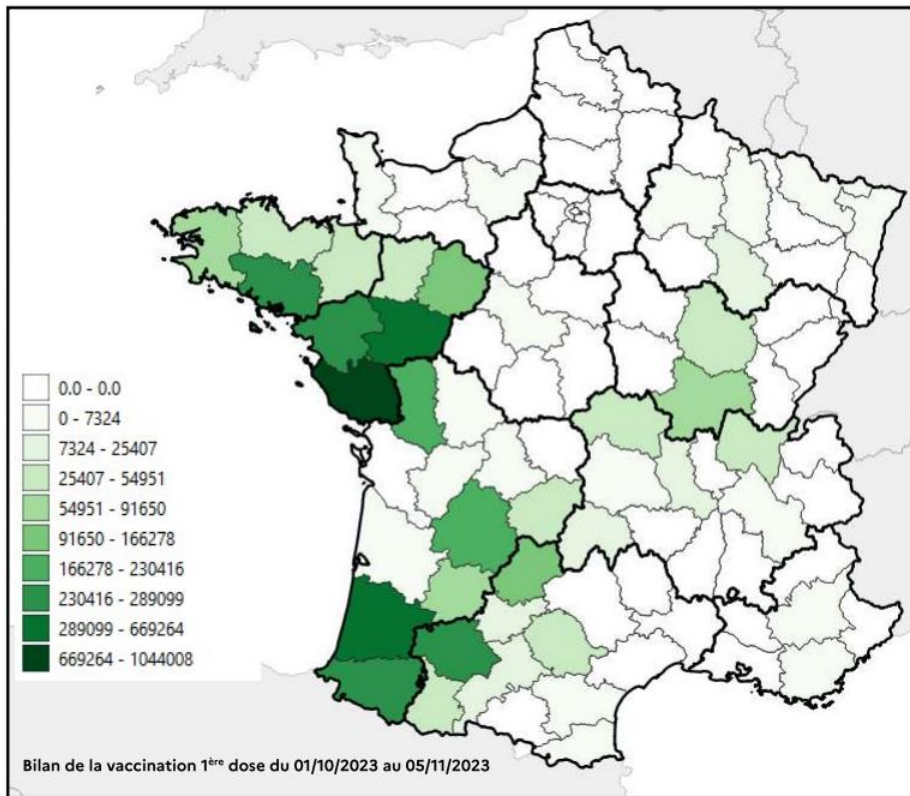 0.0 - 0.0
0 - 7324
7324 - 25407
25407 - 54951
54951 - 91650
91650 - 166278
166278 - 230416
230416 - 289099
289099 - 669264
669264 - 1044008
Bilan de la vaccination 1ère dose du 01/10/2023 au 05/11/2023